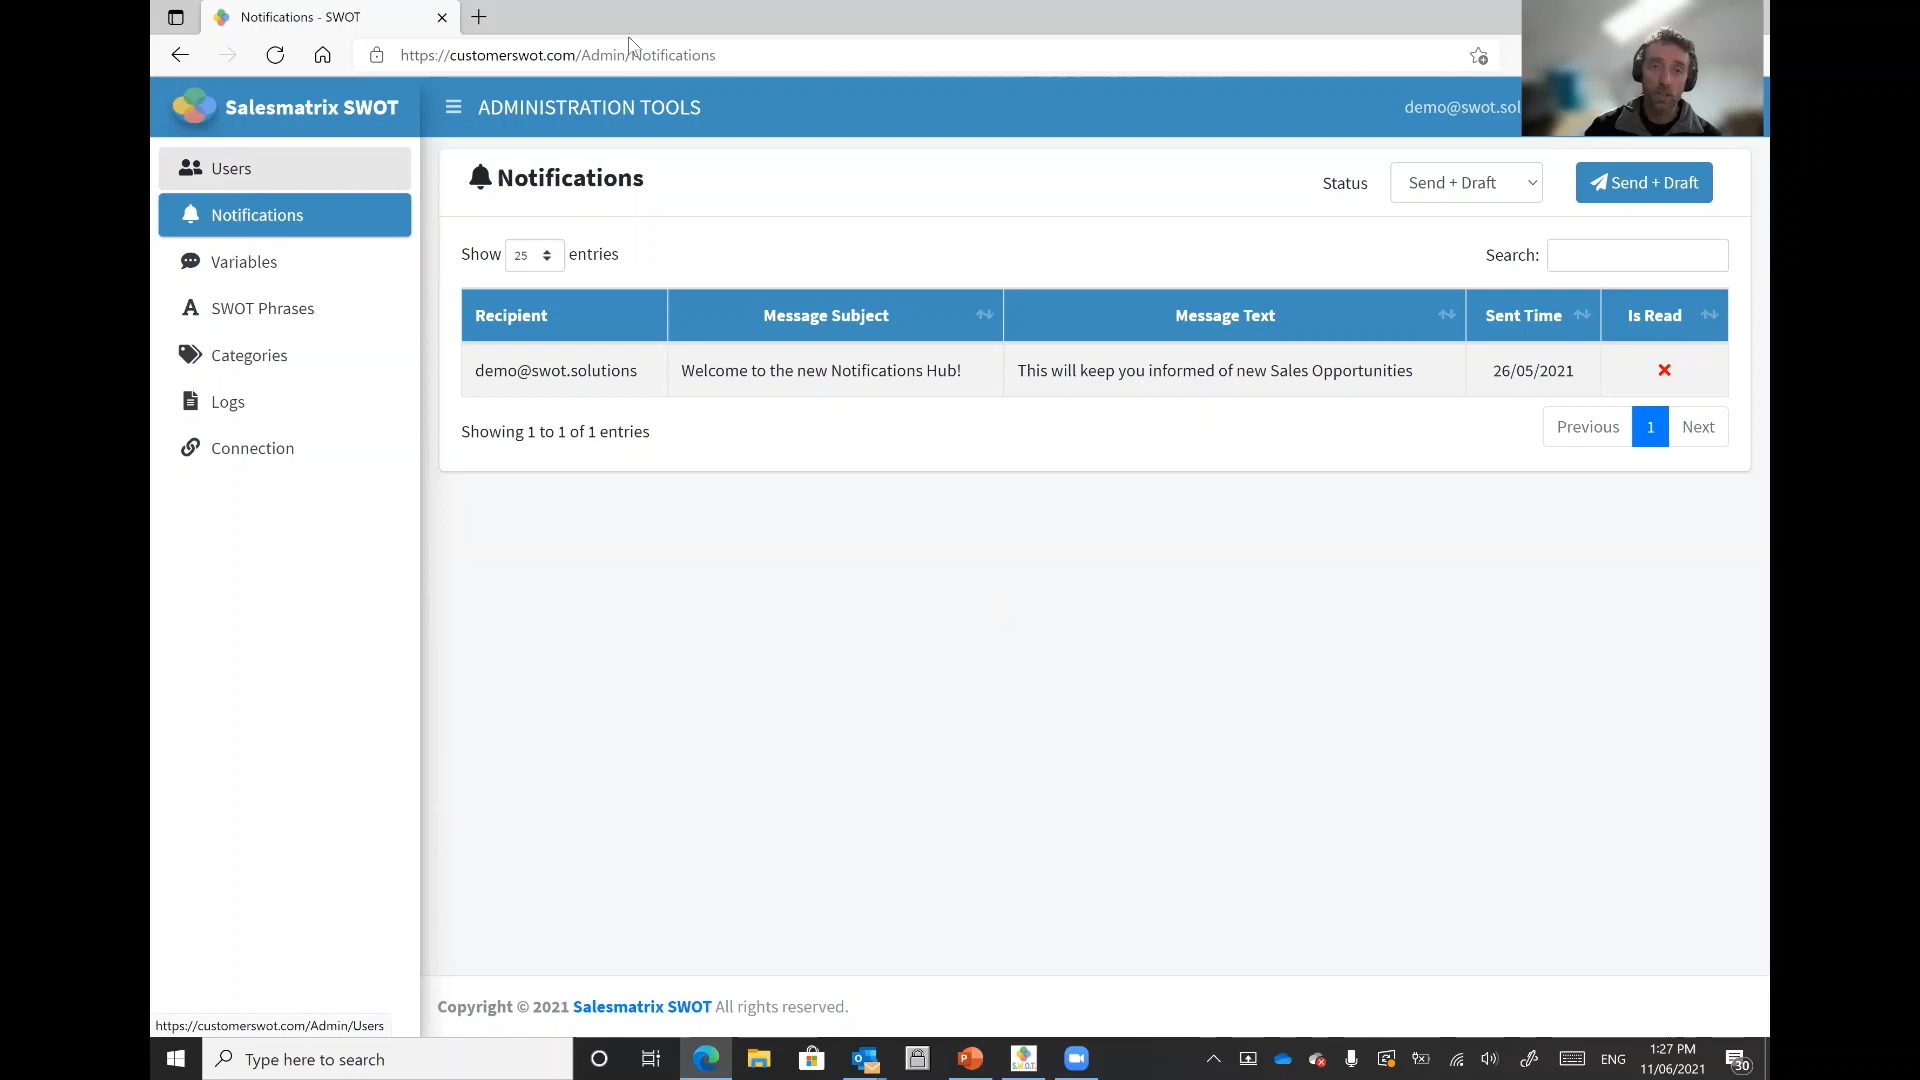 Notifications - SWOT
https://customerswot.com/Admin/Notifications
Salesmatrix SWOT
ADMINISTRATION TOOLS
demo@swot.sol
Users
Notifications
Variables
SWOT Phrases
Categories
Logs
Connection
Notifications
Status
Send + Draft
Send + Draft
Show 25 entries
Search:
Recipient Message Subject Message Text Sent Time Is Read
demo@swot.solutions Welcome to the new Notifications Hub! This will keep you informed of new Sales Opportunities 26/05/2021
Showing 1 to 1 of 1 entries
Previous 1 Next
Copyright © 2021 Salesmatrix SWOT All rights reserved.
https://customerswot.com/Admin/Users
Type here to search
S.W.O.T.
ENG
1:27 PM
11/06/2021
30